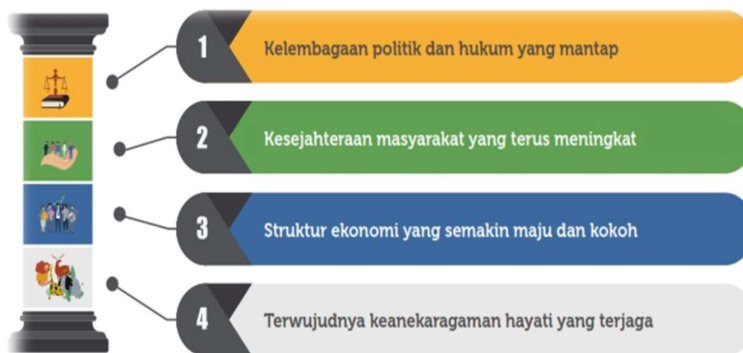 1
Kelembagaan politik dan hukum yang mantap
2
Kesejahteraan masyarakat yang terus meningkat
3
Struktur ekonomi yang semakin maju dan kokoh
4
Terwujudnya keanekaragaman hayati yang terjaga